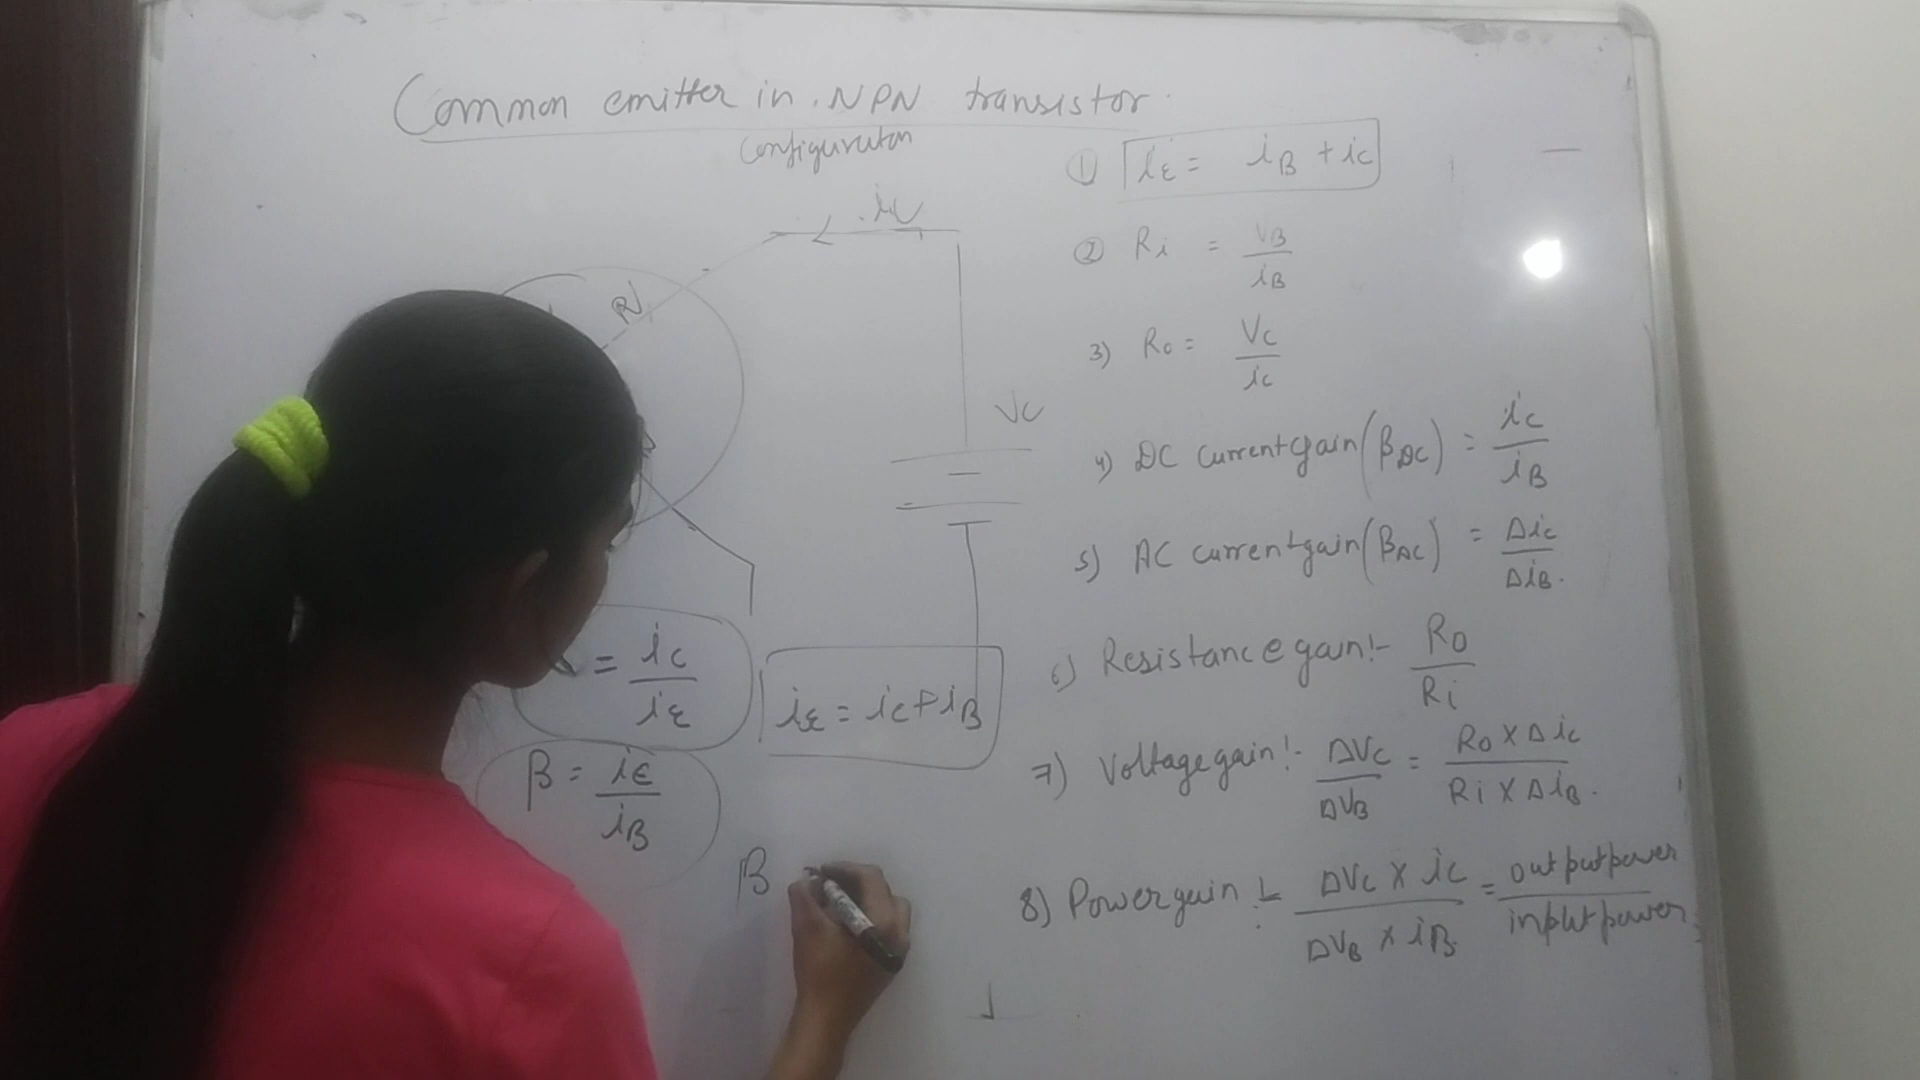 Common emitter in NPN transistor
Configuraton
iC
N
VC
α = iC / iE
iE = iC + iB
β = iE / iB
β
① iE = iB + iC
② Ri = VB / iB
3) Ro = VC / iC
4) DC current gain (βDC) = iC / iB
5) AC current gain (βAC) = ΔiC / ΔiB.
6) Resistance gain :- Ro / Ri
7) Voltage gain :- ΔVC / ΔVB = Ro X ΔiC / Ri X ΔiB.
8) Power gain :- ΔVC X iC / ΔVB X iB = output power / input power